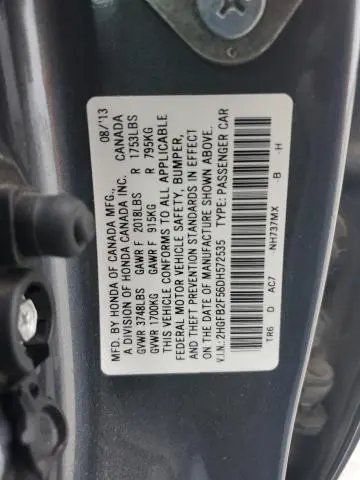 MFD. BY HONDA OF CANADA MFG., 08/'13
A DIVISION OF HONDA CANADA INC. CANADA
GVWR 3748LBS GAWR F 2018LBS R 1753LBS
GVWR 1700KG GAWR F 915KG R 795KG
THIS VEHICLE CONFORMS TO ALL APPLICABLE
FEDERAL MOTOR VEHICLE SAFETY, BUMPER,
AND THEFT PREVENTION STANDARDS IN EFFECT
ON THE DATE OF MANUFACTURE SHOWN ABOVE.
V.I.N.: 2HGFB2F56DH572535 TYPE: PASSENGER CAR
TR6 D AC7 NH737MX -B -H